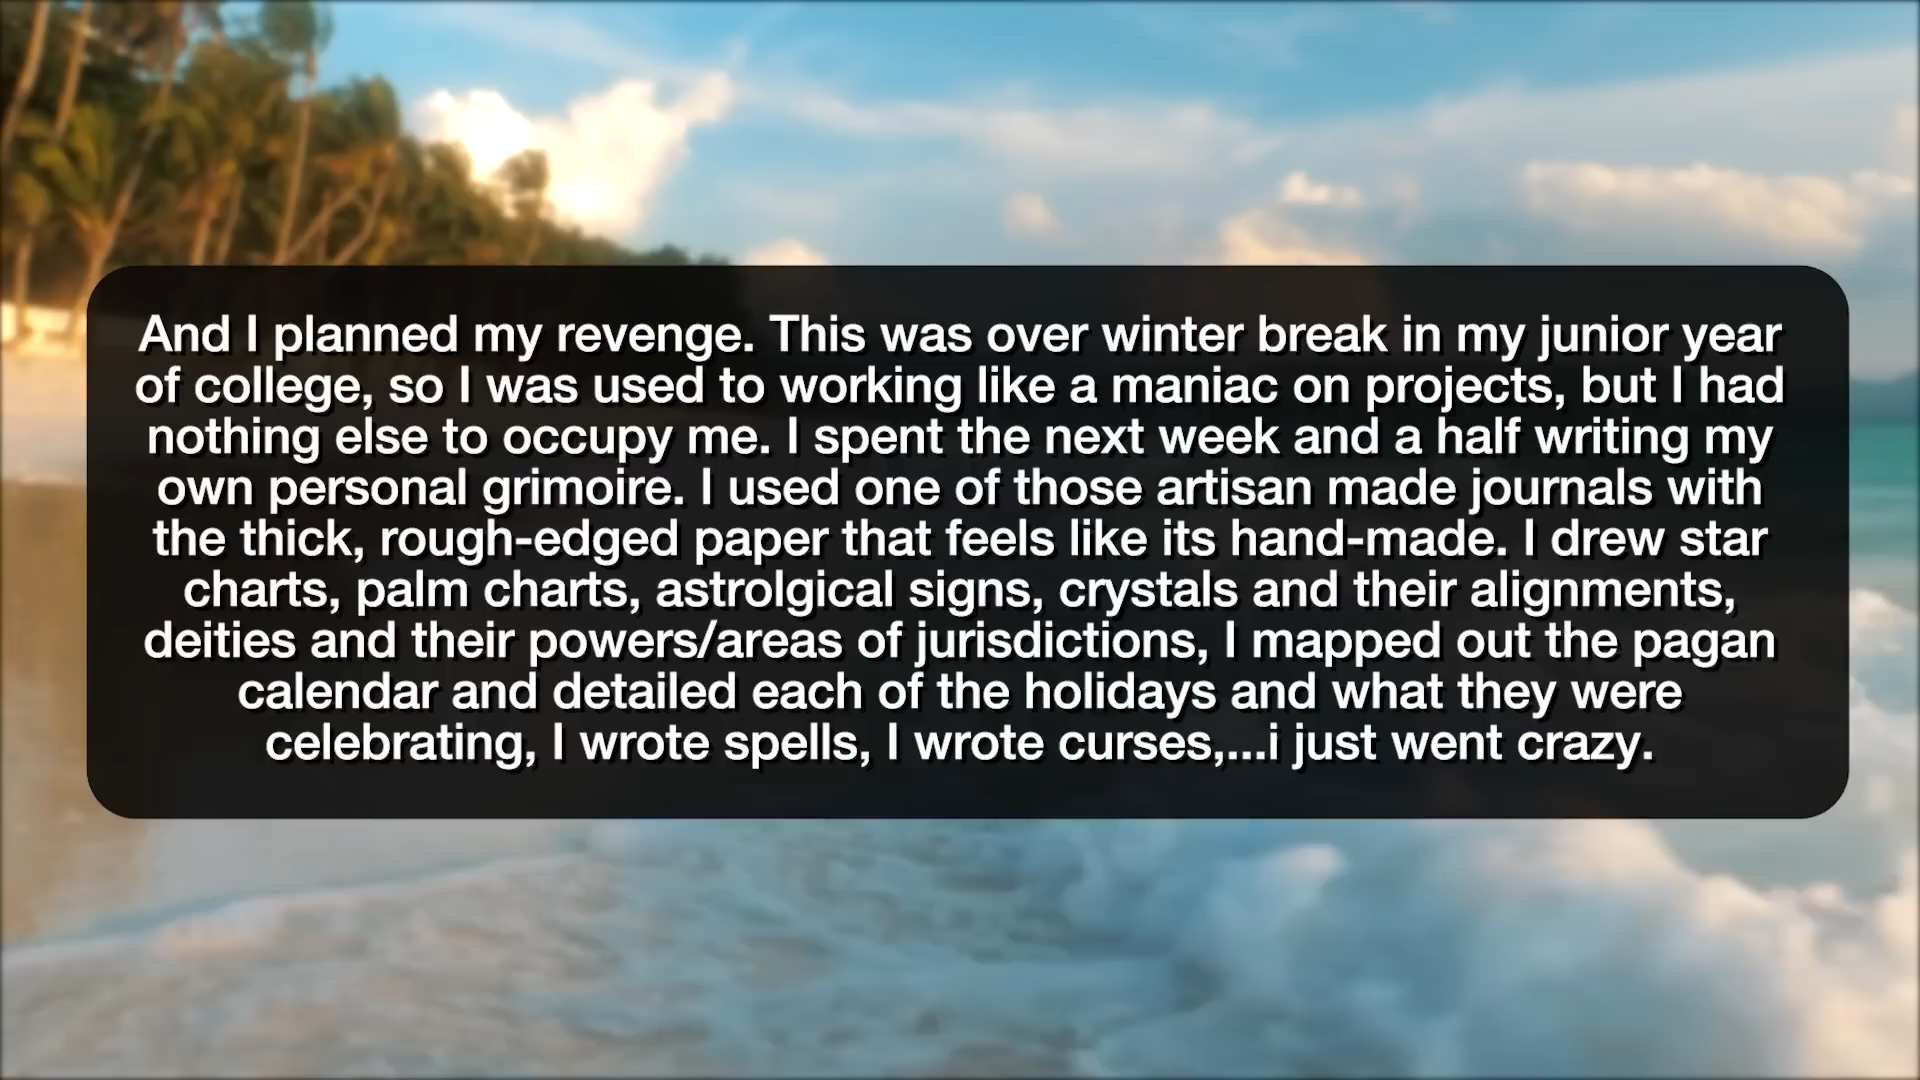 And I planned my revenge. This was over winter break in my junior year
of college, so I was used to working like a maniac on projects, but I had
nothing else to occupy me. I spent the next week and a half writing my
own personal grimoire. I used one of those artisan made journals with
the thick, rough-edged paper that feels like its hand-made. I drew star
charts, palm charts, astrolgical signs, crystals and their alignments,
deities and their powers/areas of jurisdictions, I mapped out the pagan
calendar and detailed each of the holidays and what they were
celebrating, I wrote spells, I wrote curses,...i just went crazy.